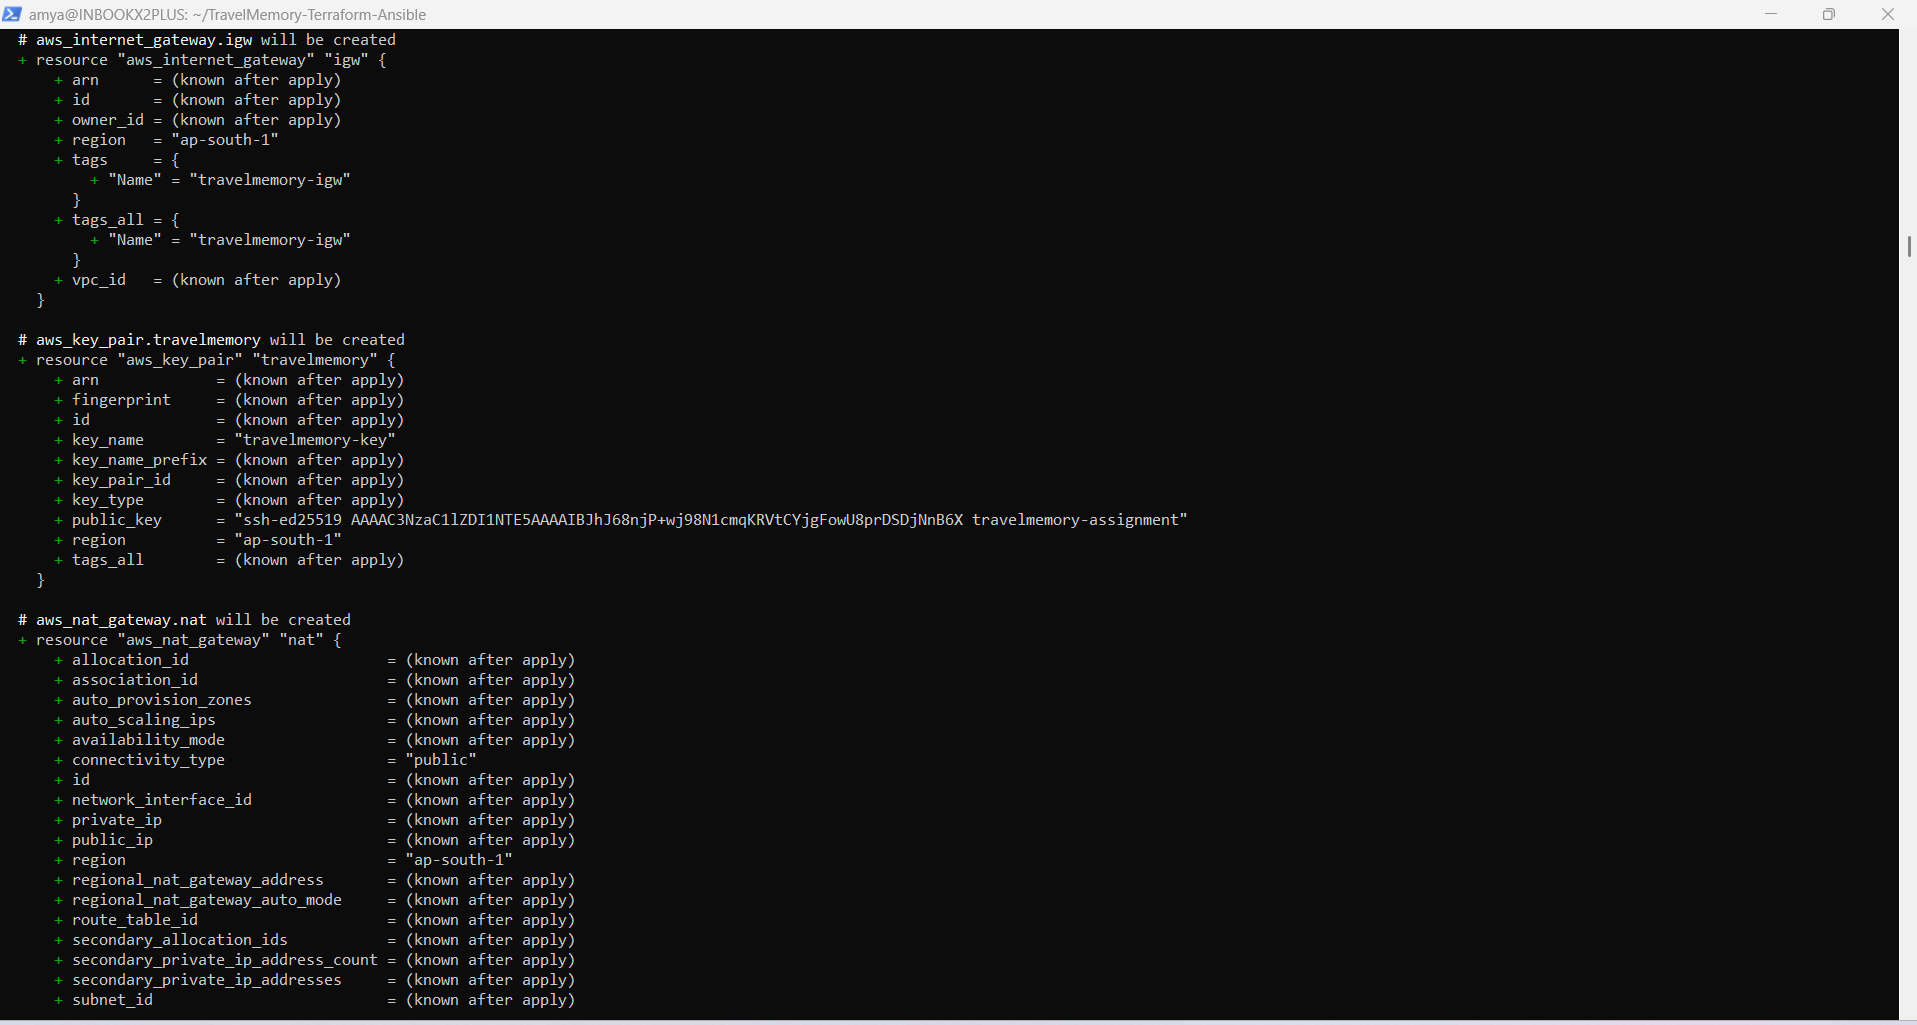 amya@INBOOKX2PLUS: ~/TravelMemory-Terraform-Ansible
# aws_internet_gateway.igw will be created
+ resource "aws_internet_gateway" "igw" {
    + arn      = (known after apply)
    + id       = (known after apply)
    + owner_id = (known after apply)
    + region   = "ap-south-1"
    + tags     = {
        + "Name" = "travelmemory-igw"
      }
    + tags_all = {
        + "Name" = "travelmemory-igw"
      }
    + vpc_id   = (known after apply)
  }
# aws_key_pair.travelmemory will be created
+ resource "aws_key_pair" "travelmemory" {
    + arn             = (known after apply)
    + fingerprint     = (known after apply)
    + id              = (known after apply)
    + key_name        = "travelmemory-key"
    + key_name_prefix = (known after apply)
    + key_pair_id     = (known after apply)
    + key_type        = (known after apply)
    + public_key      = "ssh-ed25519 AAAAC3NzaC1lZDI1NTE5AAAAIBJhJ68njP+wj98N1cmqKRVtCYjgFowU8prDSDjNnB6X travelmemory-assignment"
    + region          = "ap-south-1"
    + tags_all        = (known after apply)
  }
# aws_nat_gateway.nat will be created
+ resource "aws_nat_gateway" "nat" {
    + allocation_id                      = (known after apply)
    + association_id                     = (known after apply)
    + auto_provision_zones               = (known after apply)
    + auto_scaling_ips                   = (known after apply)
    + availability_mode                  = (known after apply)
    + connectivity_type                  = "public"
    + id                                 = (known after apply)
    + network_interface_id               = (known after apply)
    + private_ip                         = (known after apply)
    + public_ip                          = (known after apply)
    + region                             = "ap-south-1"
    + regional_nat_gateway_address       = (known after apply)
    + regional_nat_gateway_auto_mode     = (known after apply)
    + route_table_id                     = (known after apply)
    + secondary_allocation_ids           = (known after apply)
    + secondary_private_ip_address_count = (known after apply)
    + secondary_private_ip_addresses     = (known after apply)
    + subnet_id                          = (known after apply)